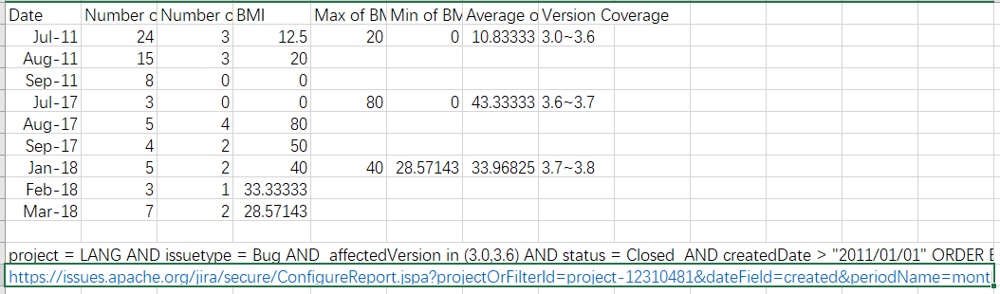 Date Number o Number o BMI Max of BM Min of BM Average o Version Coverage
Jul-11 24 3 12.5 20 0 10.83333 3.0~3.6
Aug-11 15 3 20
Sep-11 8 0 0
Jul-17 3 0 0 80 0 43.33333 3.6~3.7
Aug-17 5 4 80
Sep-17 4 2 50
Jan-18 5 2 40 40 28.57143 33.96825 3.7~3.8
Feb-18 3 1 33.33333
Mar-18 7 2 28.57143
project = LANG AND issuetype = Bug AND affectedVersion in (3.0,3.6) AND status = Closed AND createdDate > "2011/01/01" ORDER
https://issues.apache.org/jira/secure/ConfigureReport.jspa?projectOrFilterId=project-12310481&dateField=created&periodName=mont